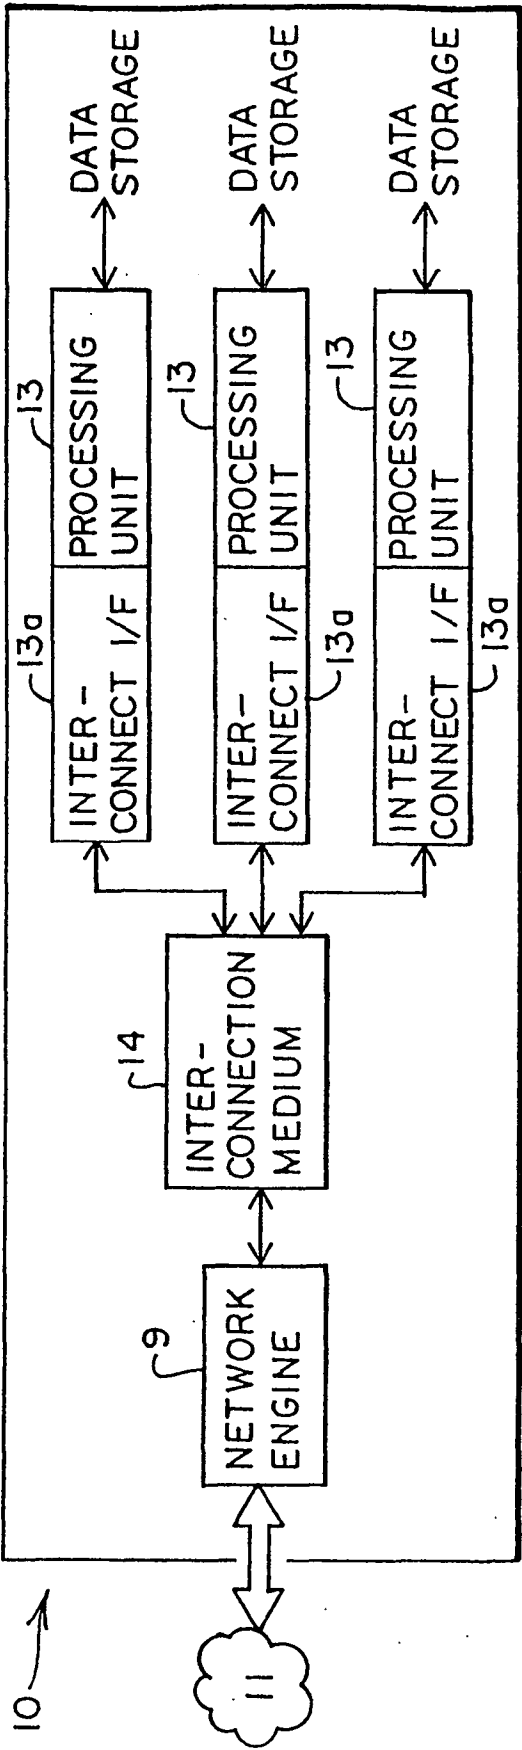 10
11
9
NETWORK
ENGINE
14
INTER-
CONNECTION
MEDIUM
13a
INTER-
CONNECT I/F
13
PROCESSING
UNIT
DATA
STORAGE
INTER-
CONNECT I/F
13a
13
PROCESSING
UNIT
DATA
STORAGE
INTER-
CONNECT I/F
13a
13
PROCESSING
UNIT
DATA
STORAGE